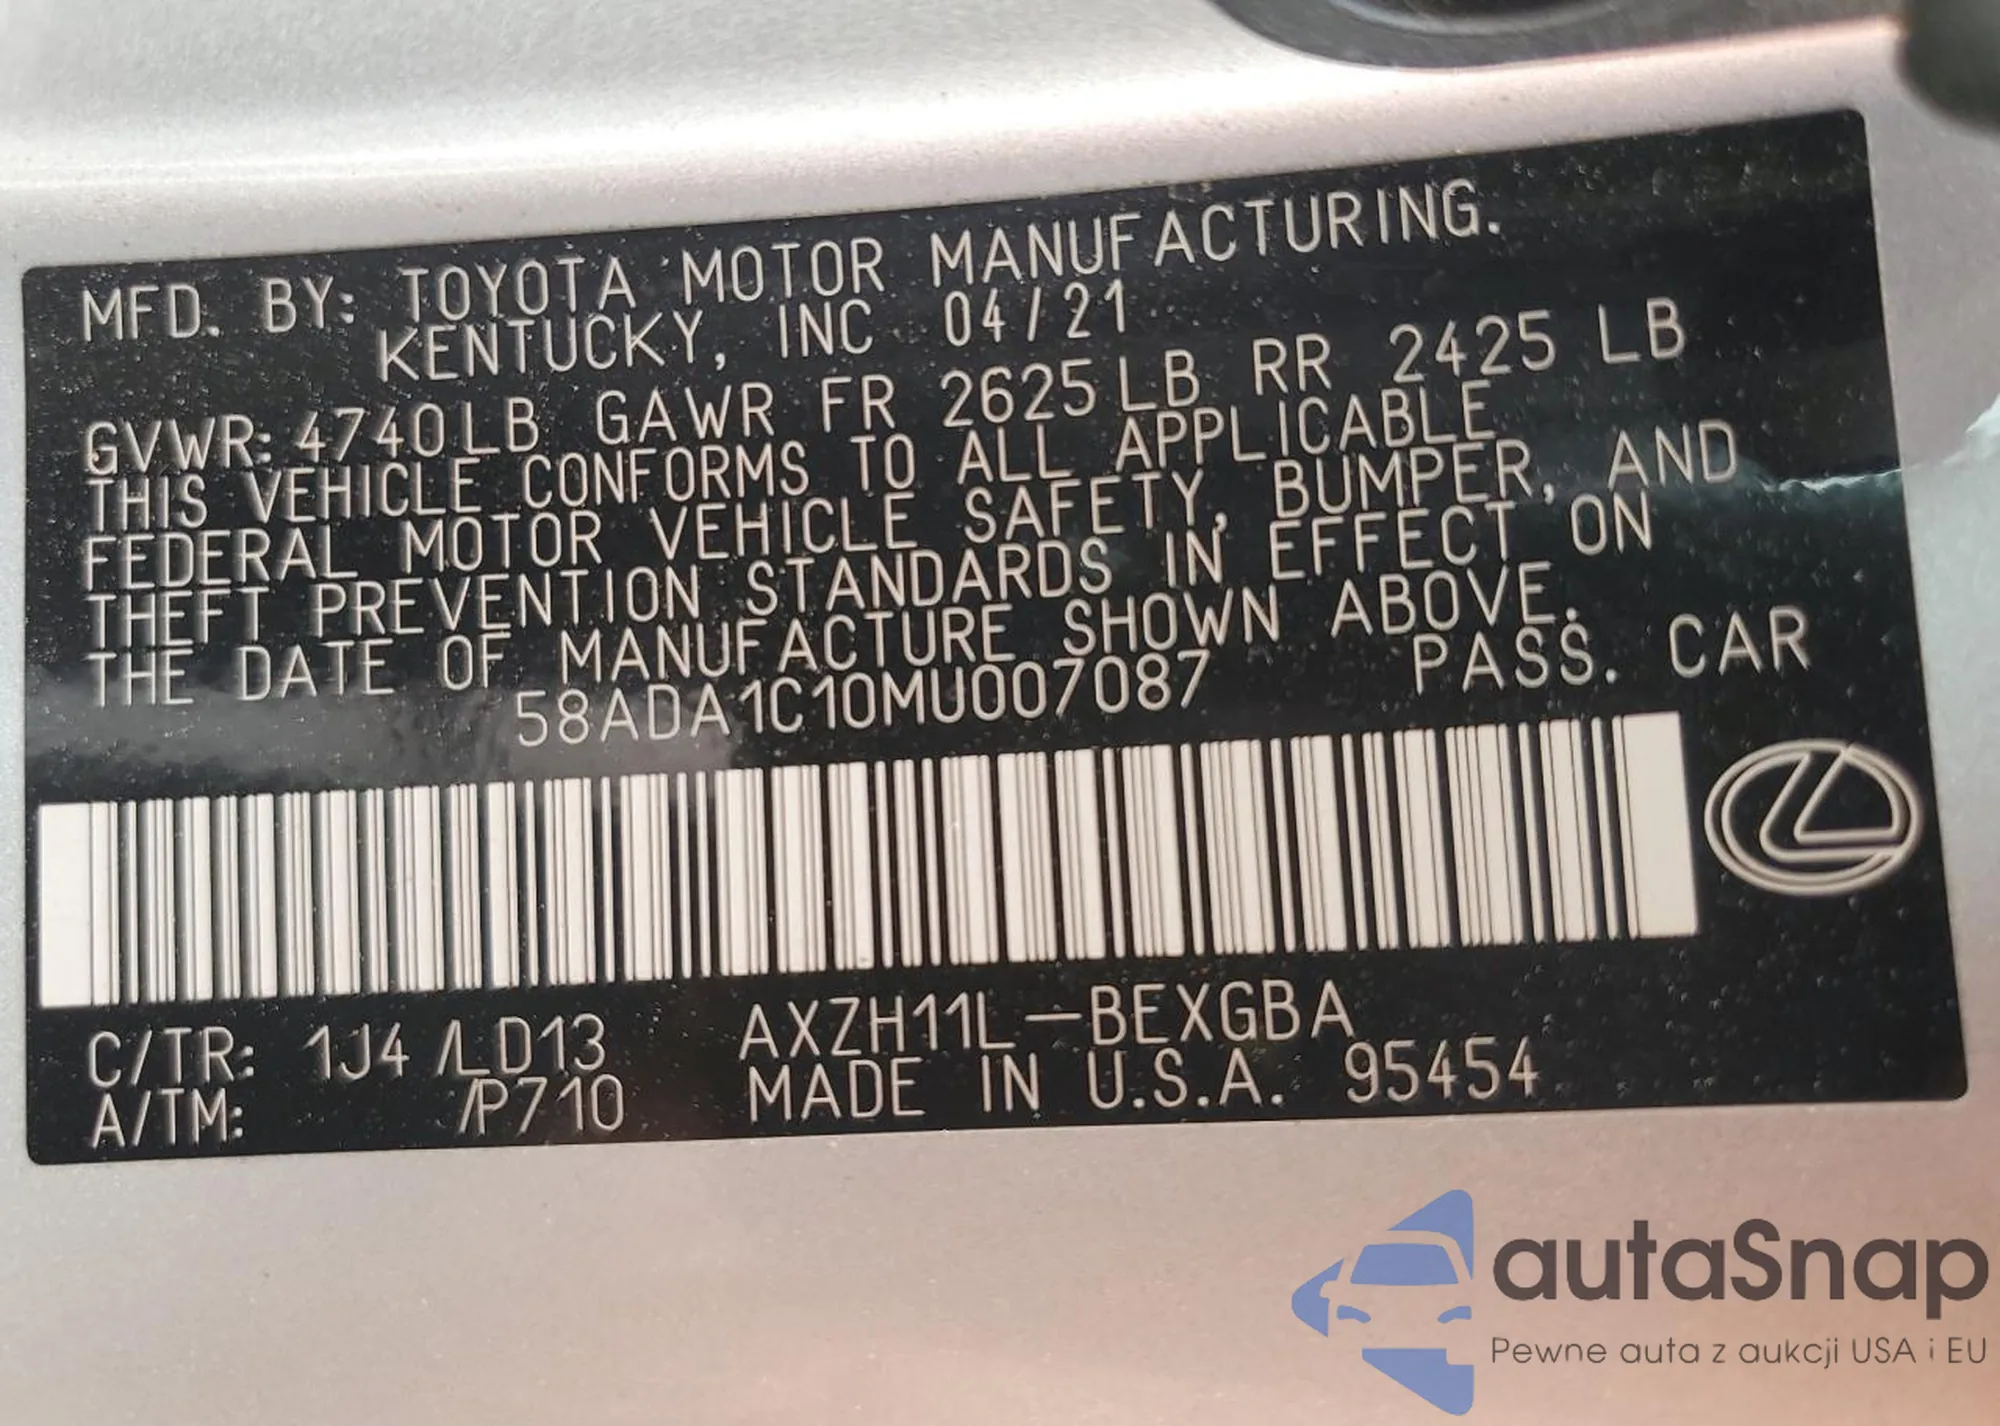 MFD. BY: TOYOTA MOTOR MANUFACTURING.
KENTUCKY, INC 04/21
GVWR: 4740LB GAWR FR 2625LB RR 2425 LB
THIS VEHICLE CONFORMS TO ALL APPLICABLE
FEDERAL MOTOR VEHICLE SAFETY, BUMPER, AND
THEFT PREVENTION STANDARDS IN EFFECT ON
THE DATE OF MANUFACTURE SHOWN ABOVE.
58ADA1C10MU007087 PASS. CAR
C/TR: 1J4 /LD13 AXZH11L-BEXGBA
A/TM: /P710 MADE IN U.S.A. 95454
autaSnap
Pewne auta z aukcji USA i EU